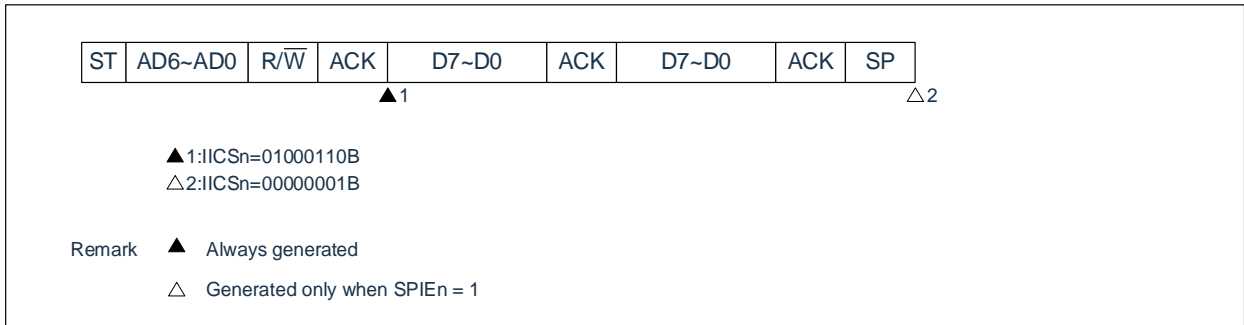 ST AD6~AD0 R/W̅ ACK D7~D0 ACK D7~D0 ACK SP
▲1 △2
▲1:IICSn=01000110B
△2:IICSn=00000001B
Remark ▲ Always generated
△ Generated only when SPIEn = 1